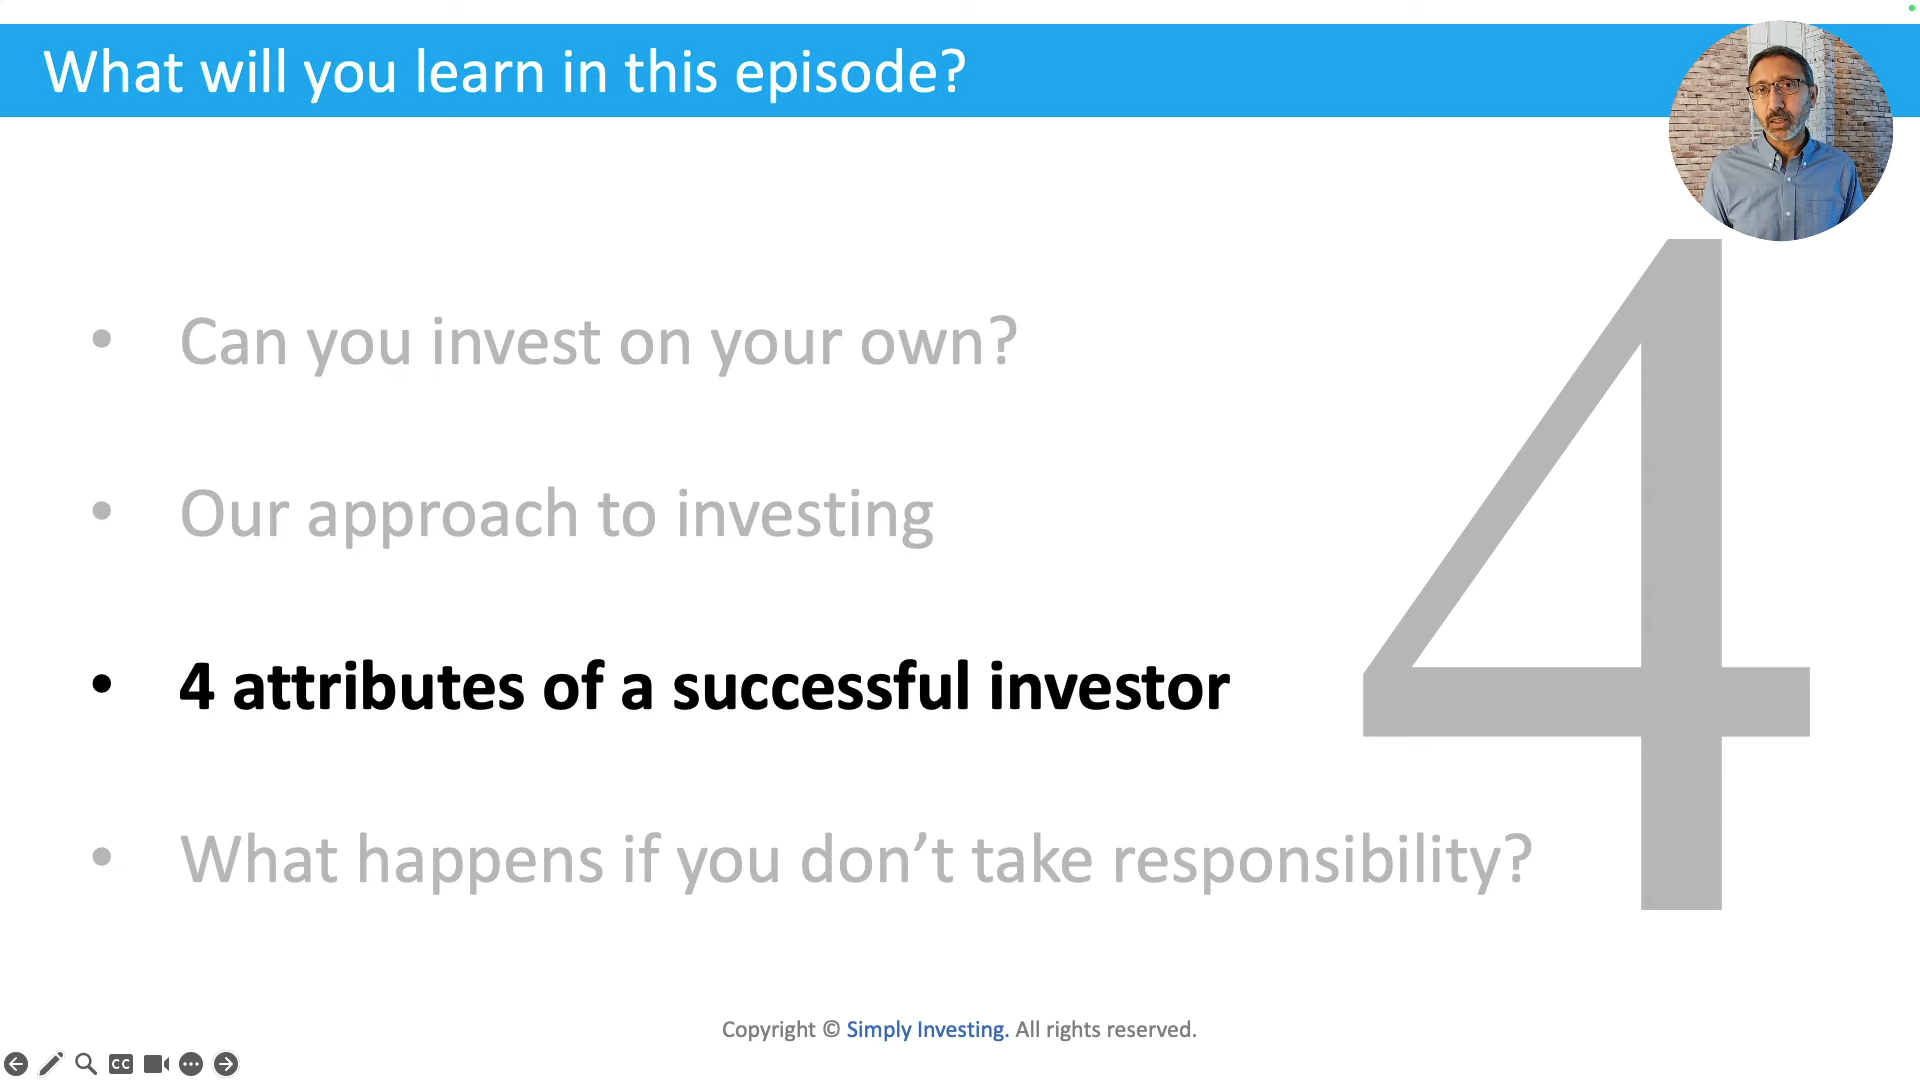 What will you learn in this episode?
• Can you invest on your own?
• Our approach to investing
• 4 attributes of a successful investor
• What happens if you don’t take responsibility?
4
Copyright © Simply Investing. All rights reserved.
CC